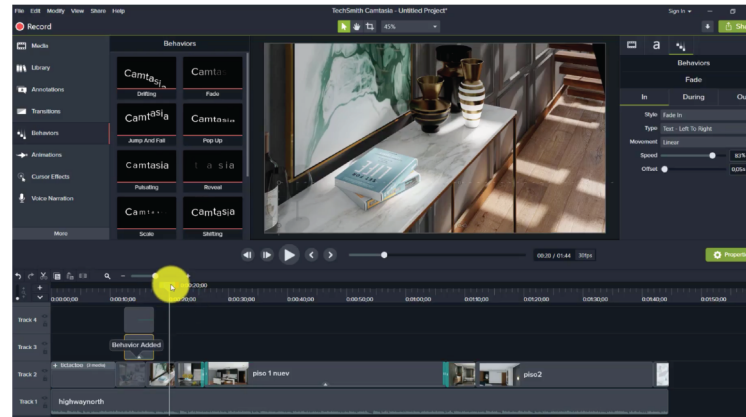 File Edit Modify View Share Help
TechSmith Camtasia - Untitled Project*
Sign In
Record
45%
Media
Library
Annotations
Transitions
Behaviors
Animations
Cursor Effects
Voice Narration
More
Behaviors
Camtasia
Drifting
Fade
Camtasia
Jump And Fall
Pop Up
Camtasia
Pulsating
Reveal
Scale
Camtasia
Shifting
Behaviors
Fade
In During
Style Fade In
Type Text - Left To Right
Movement Linear
Speed 83%
Offset
00:20 / 01:44 30fps
0:00:00;00 0:00:30;00 0:00:40;00 0:00:50;00 0:01:00;00 0:01:10;00 0:01:20;00 0:01:30;00 0:01:40;00 0:01:50;00
Track 4
Track 3
Behavior Added
Track 2
piso 1 nuev
piso2
Track 1
highwaynorth